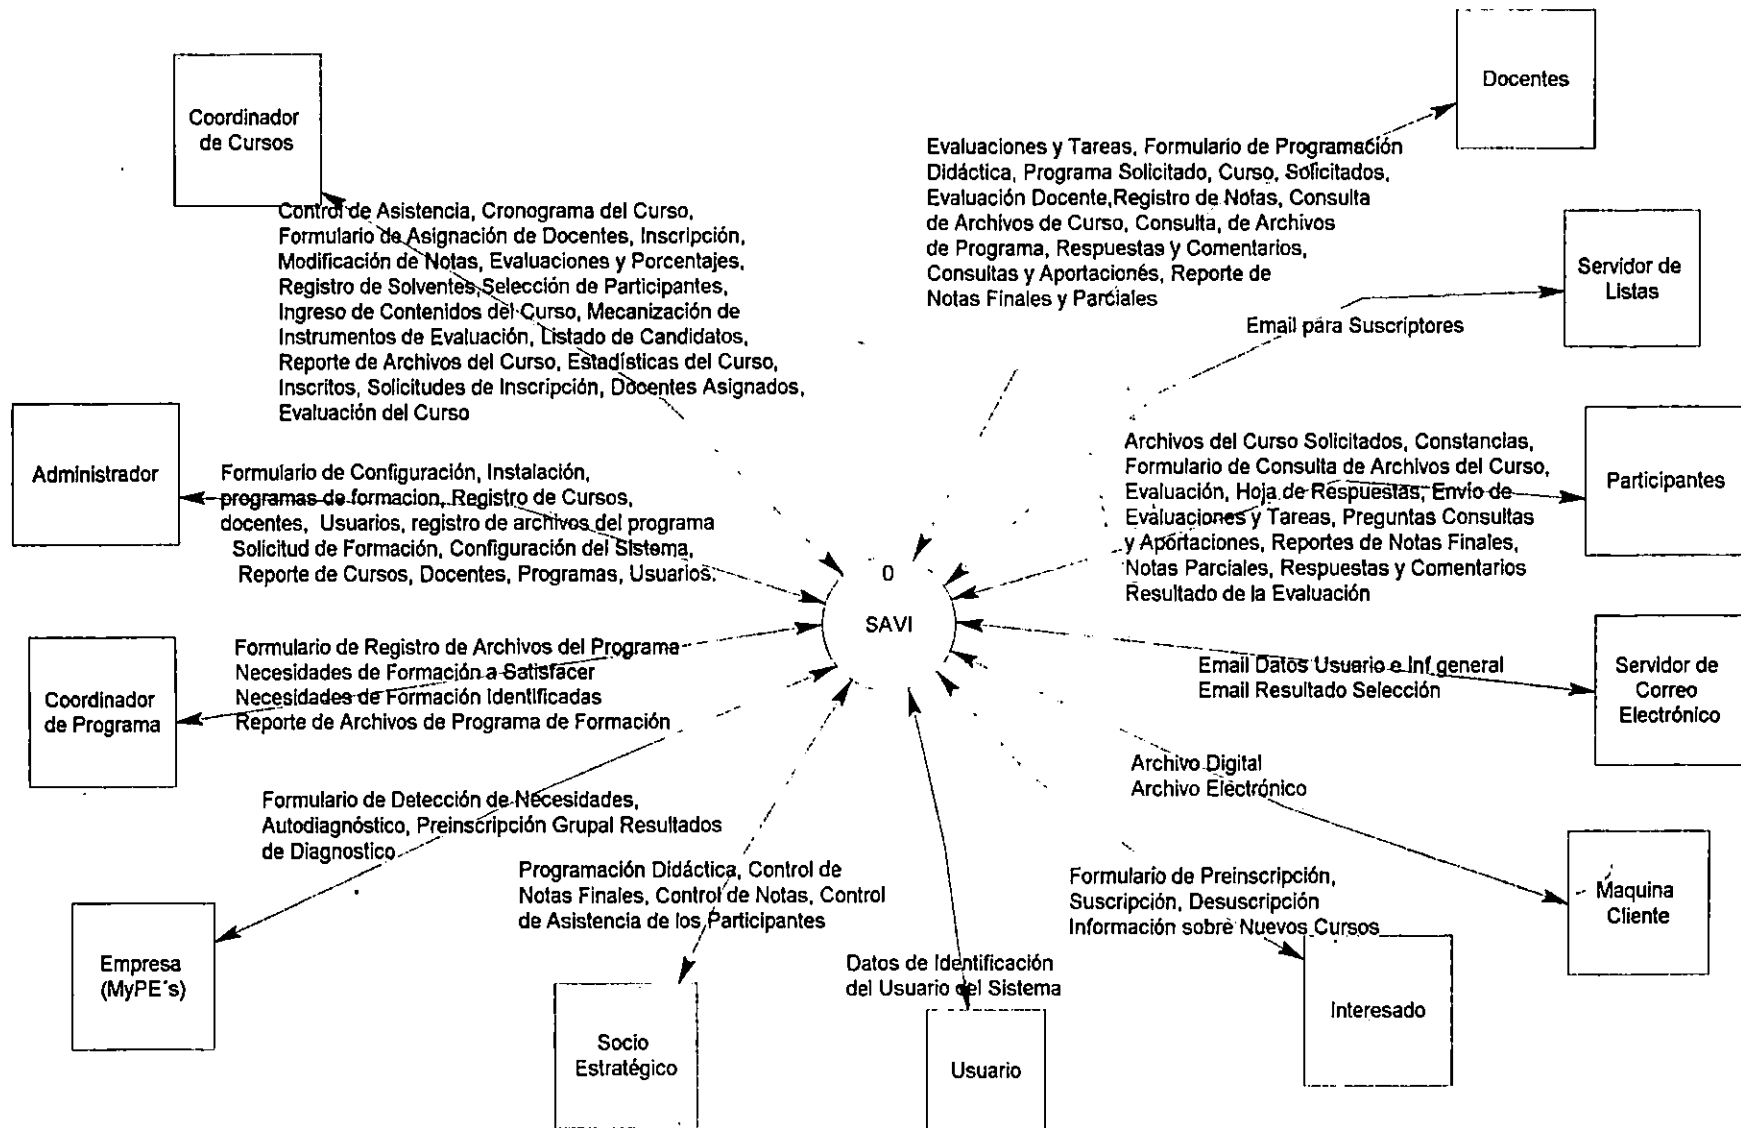 Coordinador
de Cursos
Control de Asistencia, Cronograma del Curso,
Formulario de Asignación de Docentes, Inscripción,
Modificación de Notas, Evaluaciones y Porcentajes,
Registro de Solventes,Selección de Participantes,
Ingreso de Contenidos del Curso, Mecanización de
Instrumentos de Evaluación, Listado de Candidatos,
Reporte de Archivos del Curso, Estadísticas del Curso,
Inscritos, Solicitudes de Inscripción, Docentes Asignados,
Evaluación del Curso
Docentes
Evaluaciones y Tareas, Formulario de Programación
Didáctica, Programa Solicitado, Curso, Solicitados,
Evaluación Docente,Registro de Notas, Consulta
de Archivos de Curso, Consulta, de Archivos
de Programa, Respuestas y Comentarios,
Consultas y Aportacionés, Reporte de
Notas Finales y Parciales
Servidor de
Listas
Email para Suscriptores
Administrador
Formulario de Configuración, Instalación,
programas de formacion, Registro de Cursos,
docentes, Usuarios, registro de archivos del programa
Solicitud de Formación, Configuración del Sistema,
Reporte de Cursos, Docentes, Programas, Usuarios.
Archivos del Curso Solicitados, Constancias,
Formulario de Consulta de Archivos del Curso,
Evaluación, Hoja de Respuestas, Envio de
Evaluaciones y Tareas, Preguntas Consultas
y Aportaciones, Reportes de Notas Finales,
Notas Parciales, Respuestas y Comentarios
Resultado de la Evaluación
Participantes
0
SAVI
Coordinador
de Programa
Formulario de Registro de Archivos del Programa
Necesidades de Formación a Satisfacer
Necesidades de Formación Identificadas
Reporte de Archivos de Programa de Formación
Email Datos Usuario e Inf general
Email Resultado Selección
Servidor de
Correo
Electrónico
Formulario de Detección de Necesidades,
Autodiagnóstico, Preinscripción Grupal Resultados
de Diagnostico
Archivo Digital
Archivo Electrónico
Maquina
Cliente
Empresa
(MyPE´s)
Programación Didáctica, Control de
Notas Finales, Control de Notas, Control
de Asistencia de los Participantes
Socio
Estratégico
Datos de Identificación
del Usuario del Sistema
Usuario
Formulario de Preinscripción,
Suscripción, Desuscripción
Información sobre Nuevos Cursos
Interesado